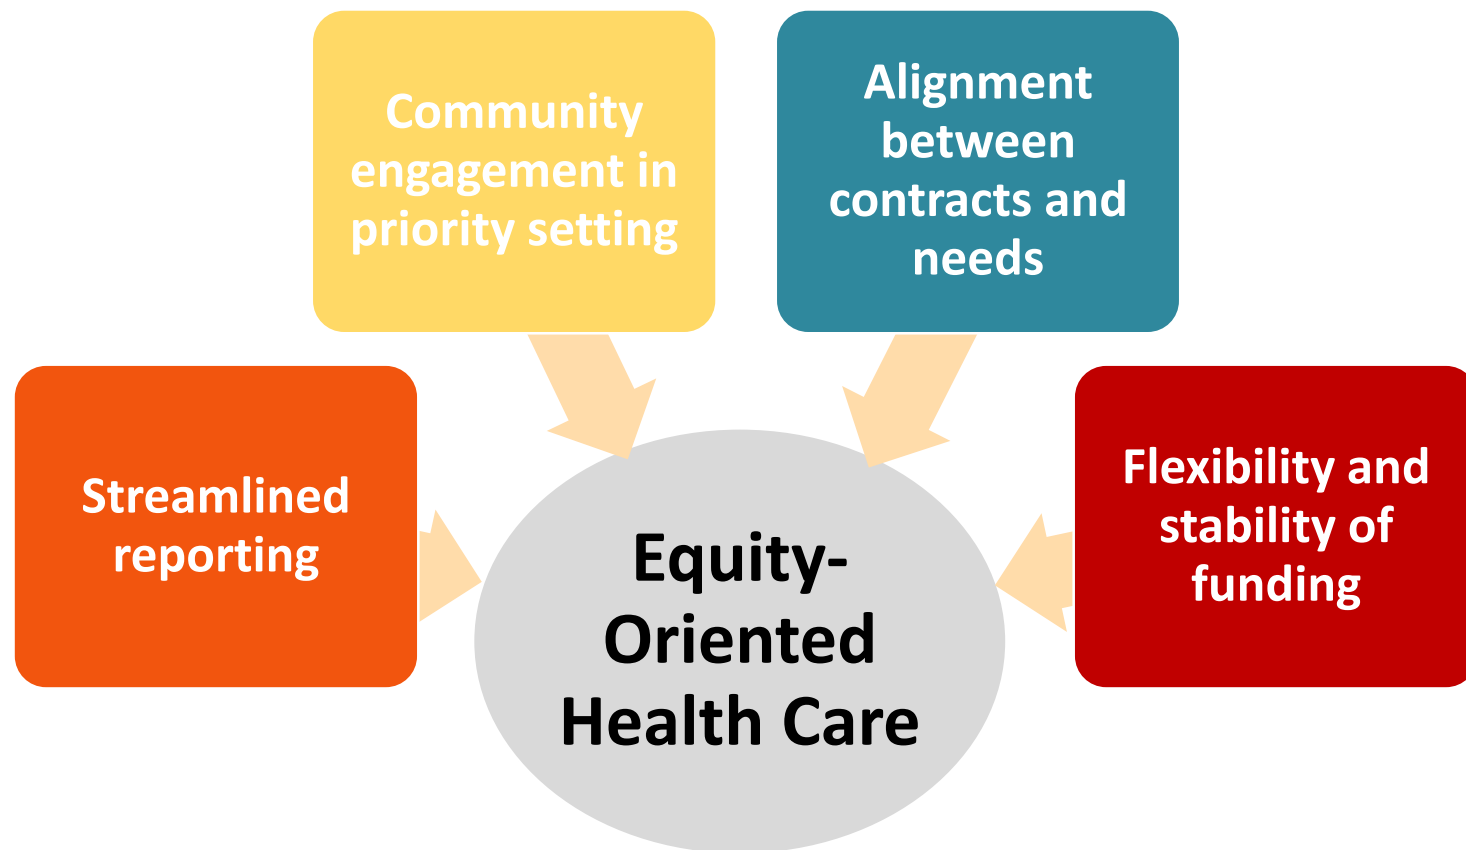 Community
engagement in
priority setting
Alignment
between
contracts and
needs
Streamlined
reporting
Flexibility and
stability of
funding
Equity-
Oriented
Health Care